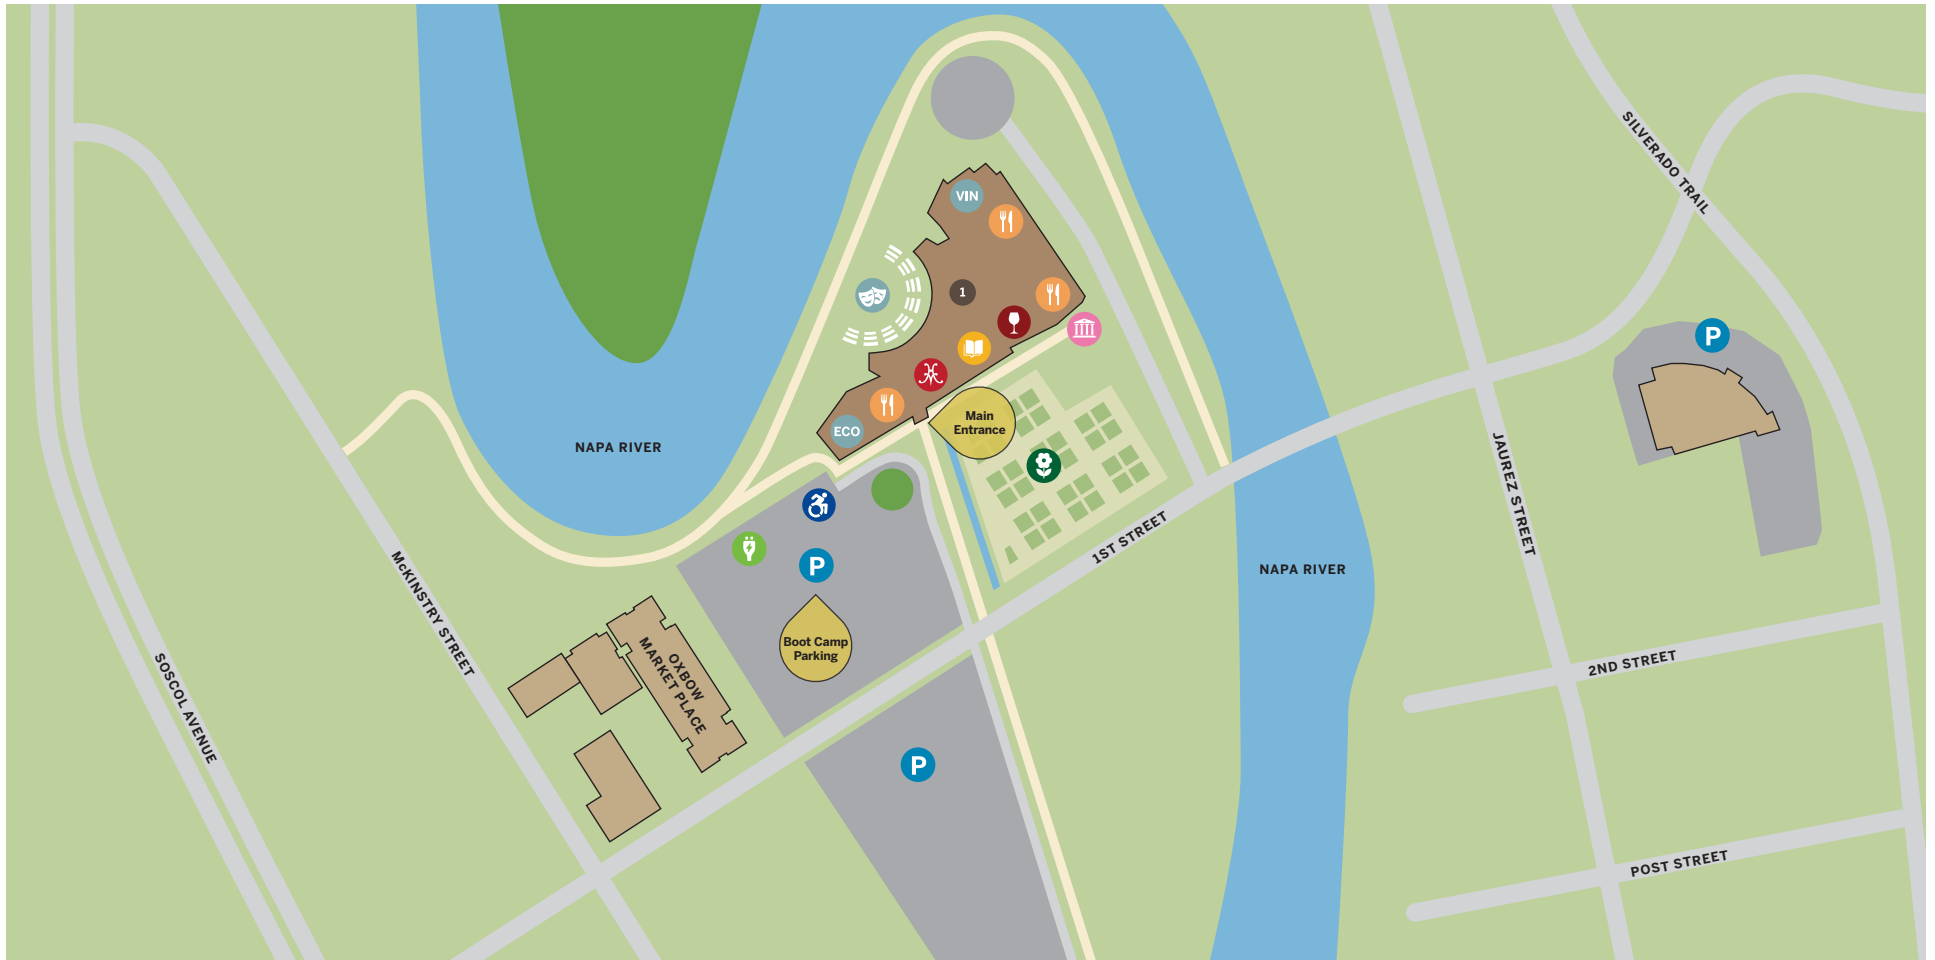 SILVERADO TRAIL
VIN
1
P
Main
Entrance
ECO
NAPA RIVER
JAUREZ STREET
1ST STREET
NAPA RIVER
P
McKINSTRY STREET
Boot Camp
Parking
OXBOW
MARKET PLACE
2ND STREET
SOSCOL AVENUE
P
POST STREET